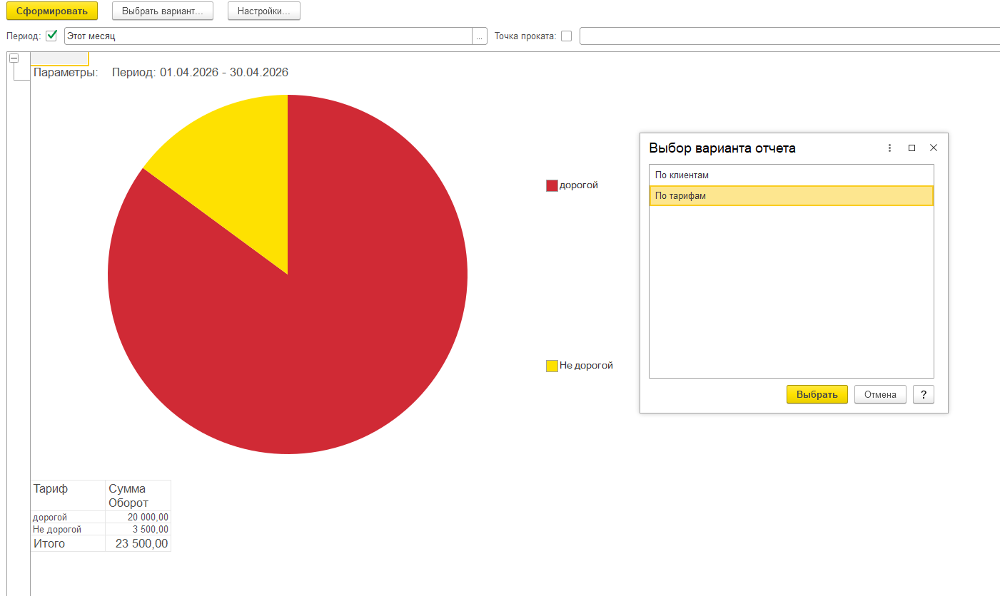 Сформировать Выбрать вариант... Настройки...
Период: Этот месяц ... Точка проката:
Параметры: Период: 01.04.2026 - 30.04.2026
дорогой
Не дорогой
Выбор варианта отчета
По клиентам
По тарифам
Выбрать Отмена ?
Тариф Сумма
Оборот
дорогой 20 000,00
Не дорогой 3 500,00
Итого 23 500,00